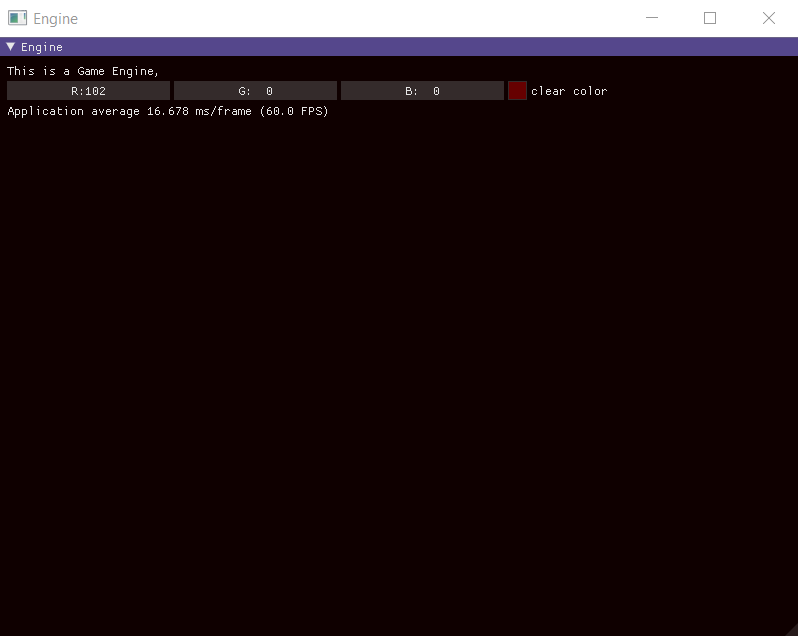 Engine
Engine
This is a Game Engine,
R:102 G: 0 B: 0 clear color
Application average 16.678 ms/frame (60.0 FPS)